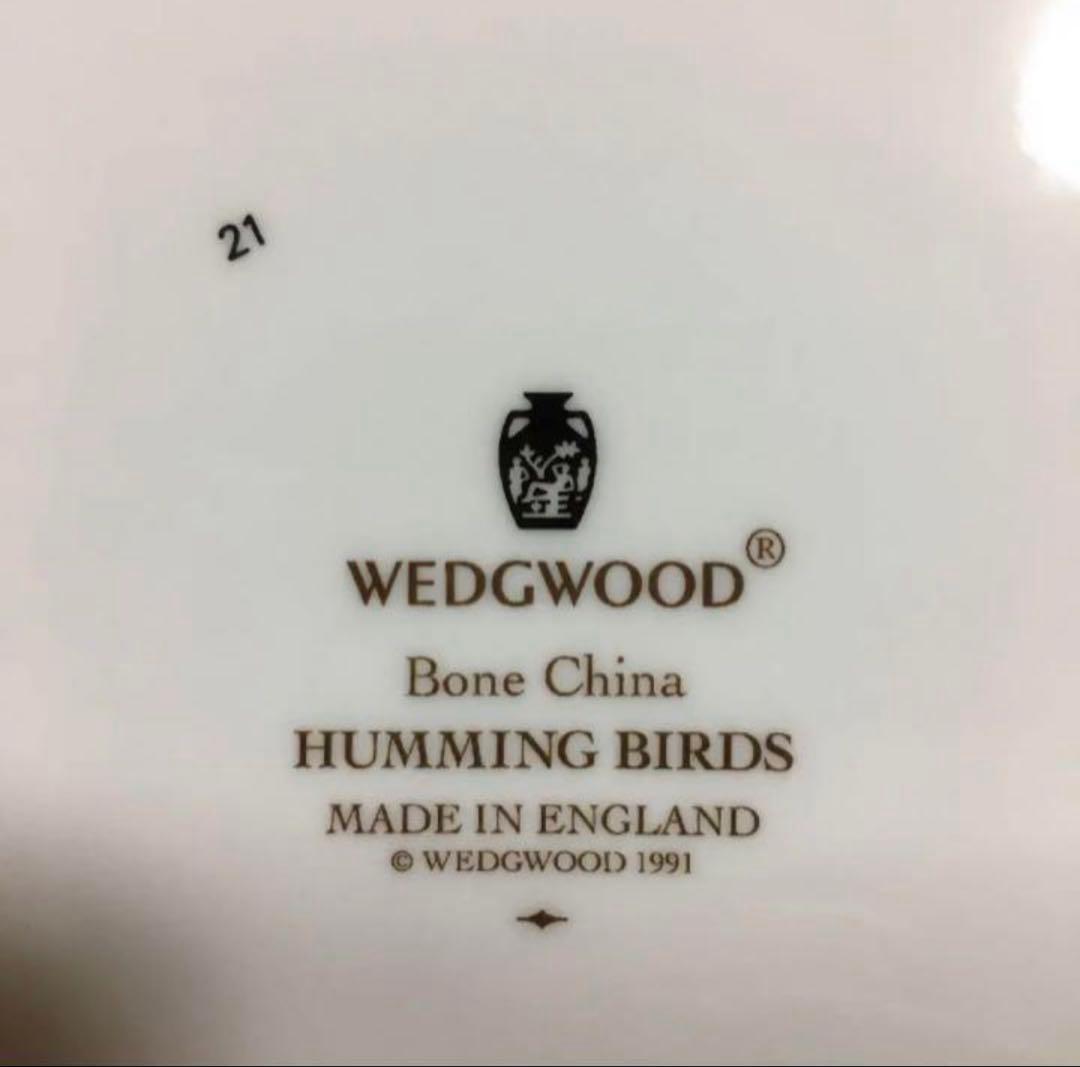 21
WEDGWOOD®
Bone China
HUMMING BIRDS
MADE IN ENGLAND
© WEDGWOOD 1991